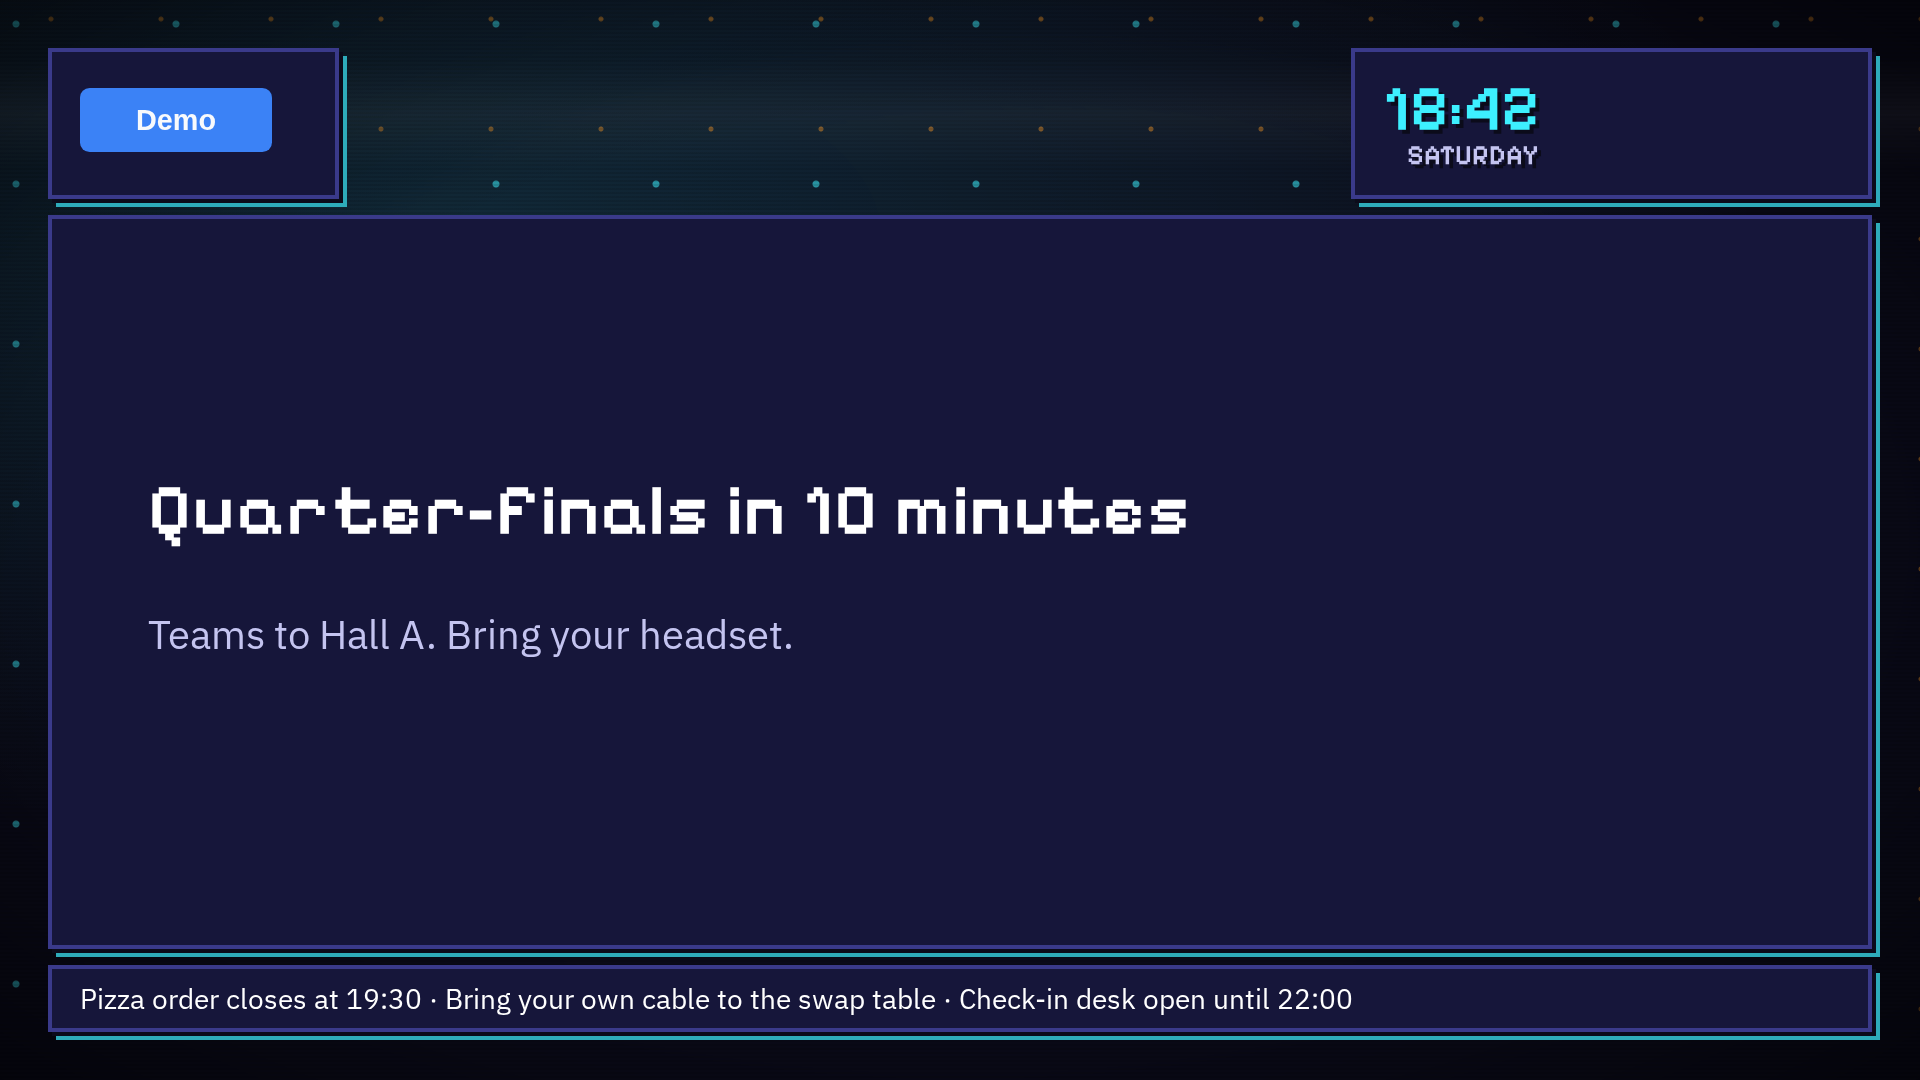 Demo
18:42
SATURDAY
Quarter-finals in 10 minutes
Teams to Hall A. Bring your headset.
Pizza order closes at 19:30 · Bring your own cable to the swap table · Check-in desk open until 22:00